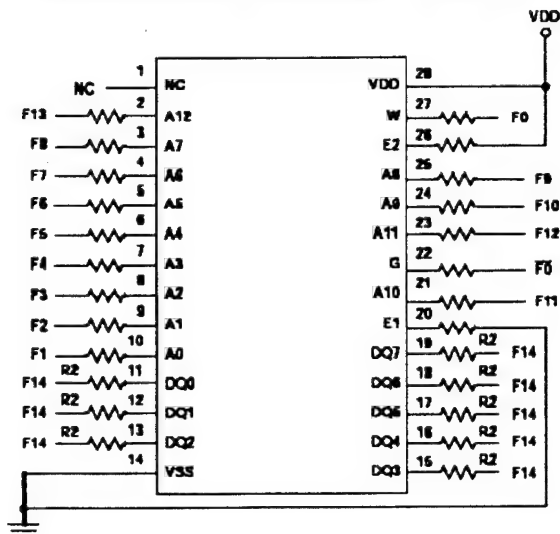 VDD
NC 1 NC VDD 28
F13 2 A12 W 27 F0
F8 3 A7 E2 26
F7 4 A6 A8 25 F9
F6 5 A5 A9 24 F10
F5 6 A4 A11 23 F12
F4 7 A3 G 22 F0
F3 8 A2 A10 21 F11
F2 9 A1 E1 20
F1 10 A0 DQ7 19 R2 F14
F14 R2 11 DQ0 DQ6 18 R2 F14
F14 R2 12 DQ1 DQ5 17 R2 F14
F14 R2 13 DQ2 DQ4 16 R2 F14
14 VSS DQ3 15 R2 F14